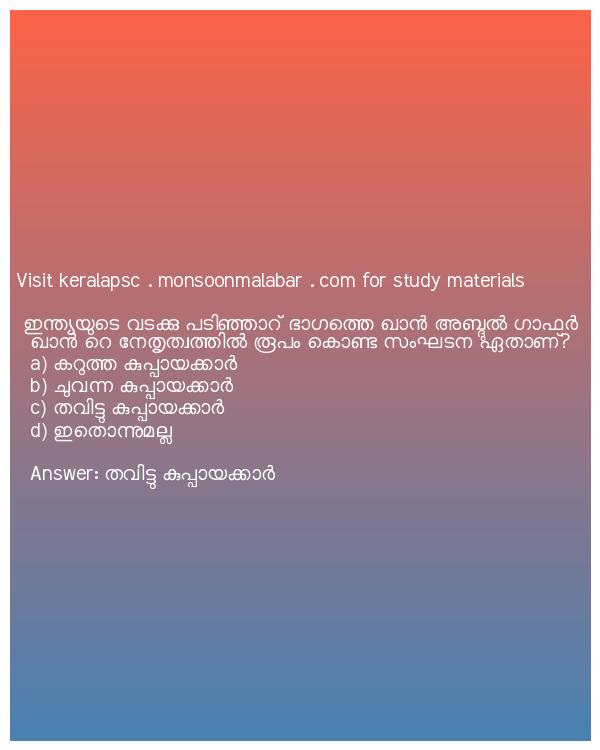 Visit keralapsc . monsoonmalabar . com for study materials
ഇന്ത്യയുടെ വടക്കു പടിഞ്ഞാറ് ഭാഗത്തെ ഖാൻ അബ്ദുൽ ഗാഫർ
ഖാൻ റെ നേതൃത്വത്തിൽ രൂപം കൊണ്ട സംഘടന ഏതാണ്?
a) കറുത്ത കുപ്പായക്കാർ
b) ചുവന്ന കുപ്പായക്കാർ
c) തവിട്ടു കുപ്പായക്കാർ
d) ഇതൊന്നുമല്ല
Answer: തവിട്ടു കുപ്പായക്കാർ